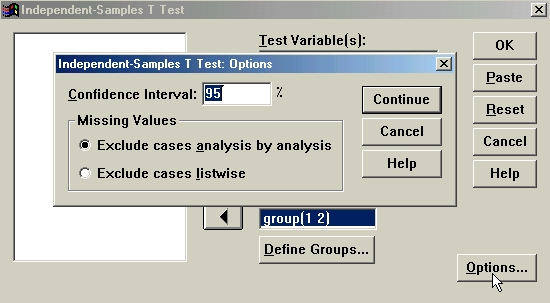 Independent-Samples T Test
Test Variable(s):
OK
Paste
Reset
Cancel
Help
Independent-Samples T Test: Options
Confidence Interval: 95 %
Missing Values
Exclude cases analysis by analysis
Exclude cases listwise
Continue
Cancel
Help
group(1 2)
Define Groups...
Options...